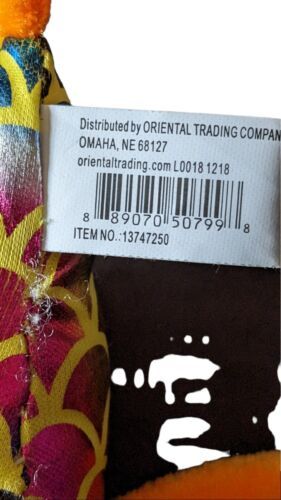 Distributed by ORIENTAL TRADING COMPAN
OMAHA, NE 68127
orientaltrading.com L0018 1218
8 89070 50799 8
ITEM NO.: 13747250